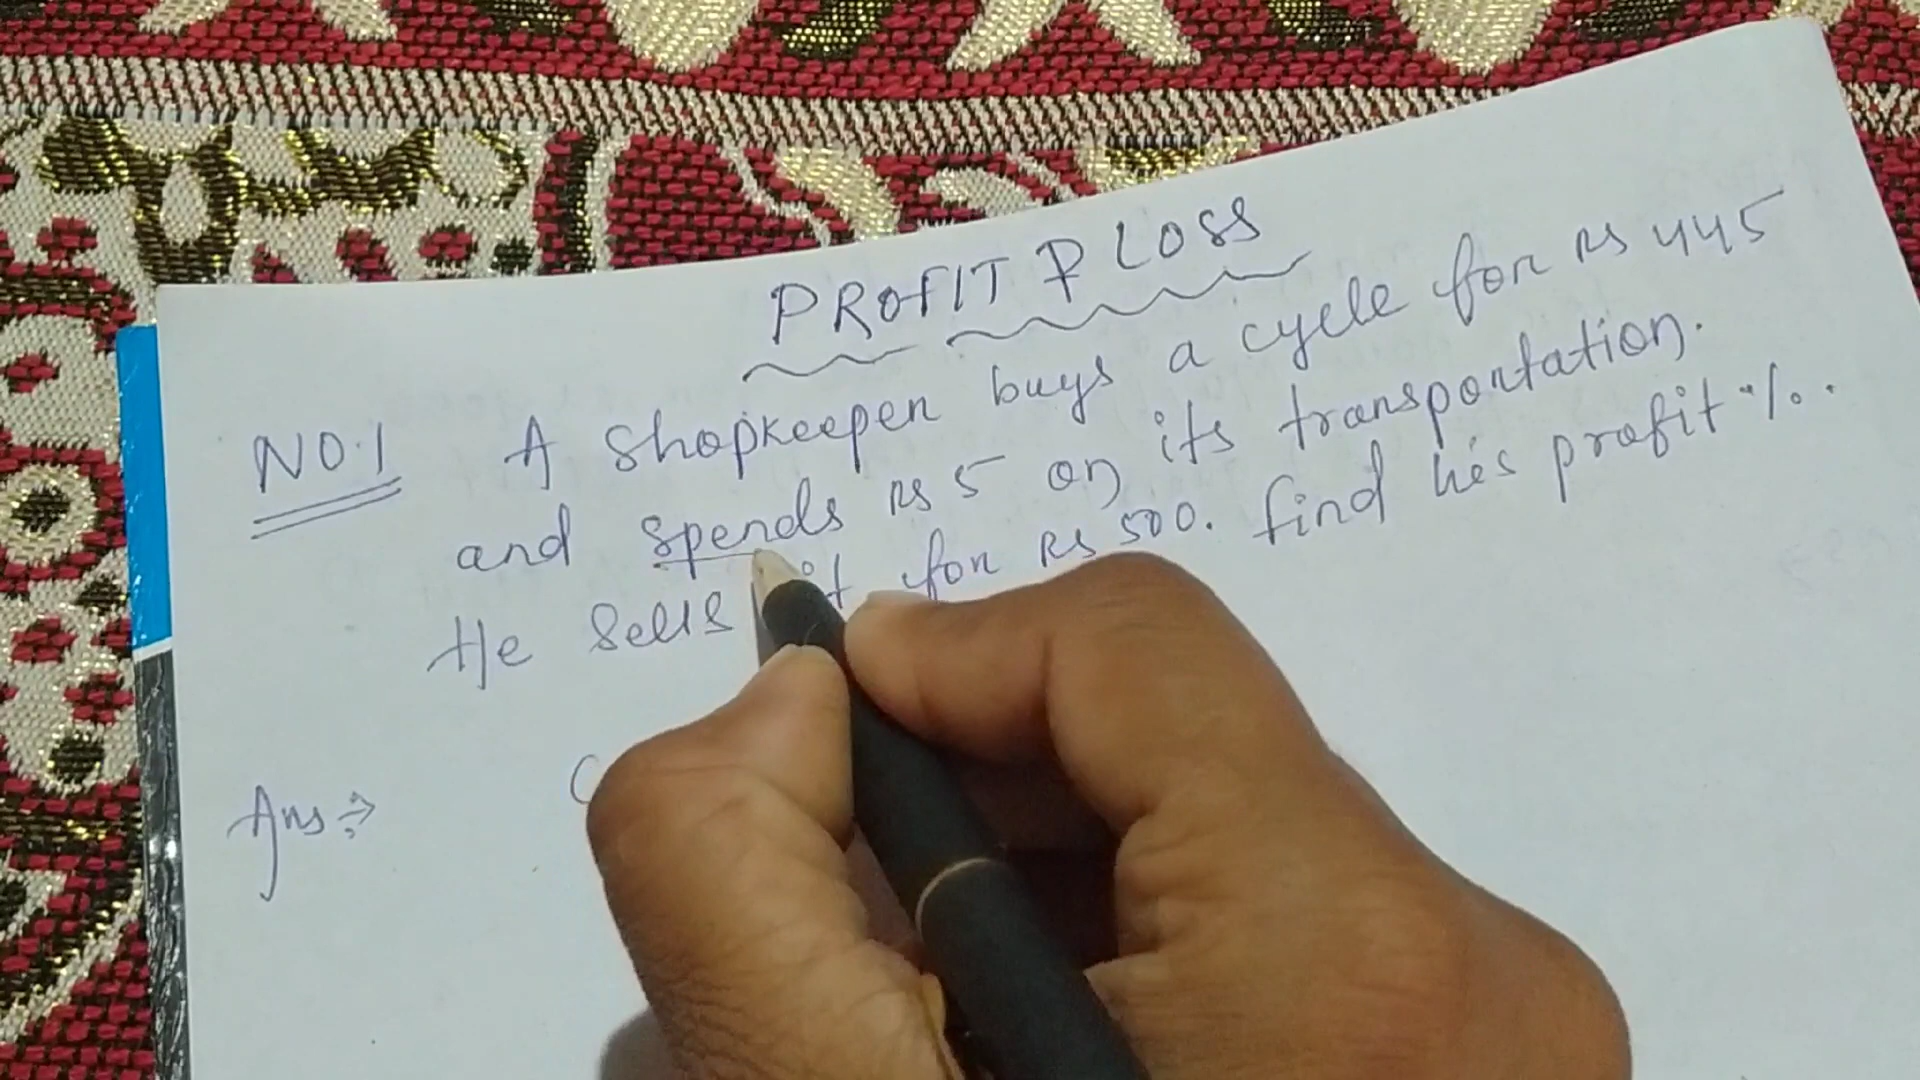 PROFIT & LOSS
NO.1 A Shopkeeper buys a cycle for Rs 445
and spends Rs 5 on its transportation.
He sells it for Rs 500. find his profit %.
Ans :→ C